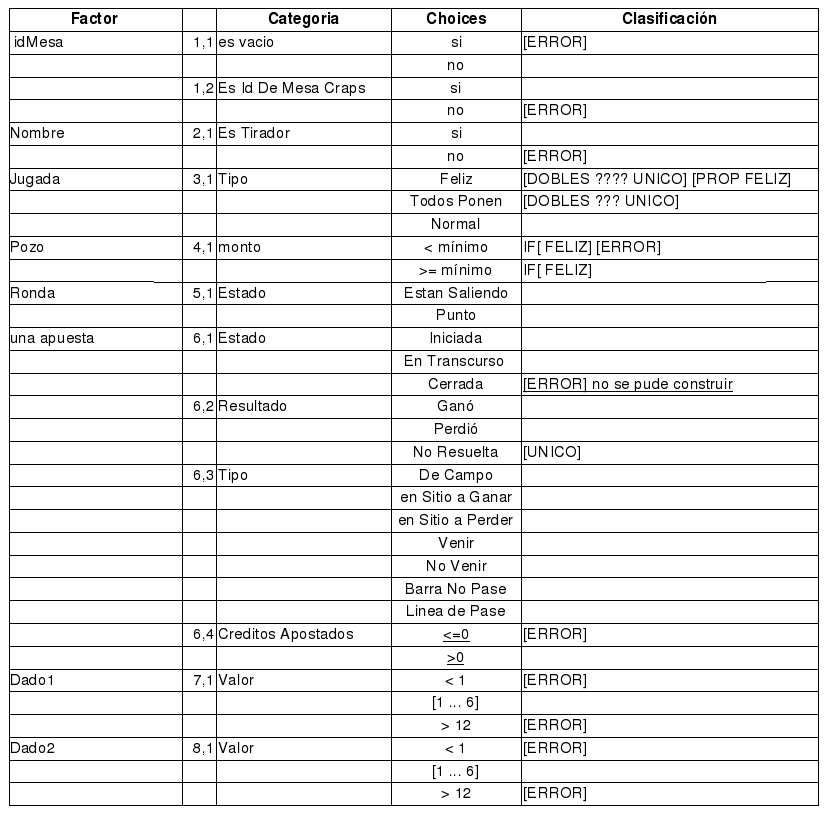 Factor Categoria Choices Clasificación
idMesa 1,1 es vacio si [ERROR]
no
1,2 Es Id De Mesa Craps si
no [ERROR]
Nombre 2,1 Es Tirador si
no [ERROR]
Jugada 3,1 Tipo Feliz [DOBLES ???? UNICO] [PROP FELIZ]
Todos Ponen [DOBLES ??? UNICO]
Normal
Pozo 4,1 monto < mínimo IF[ FELIZ] [ERROR]
>= mínimo IF[ FELIZ]
Ronda 5,1 Estado Estan Saliendo
Punto
una apuesta 6,1 Estado Iniciada
En Transcurso
Cerrada [ERROR] no se pude construir
6,2 Resultado Ganó
Perdió
No Resuelta [UNICO]
6,3 Tipo De Campo
en Sitio a Ganar
en Sitio a Perder
Venir
No Venir
Barra No Pase
Linea de Pase
6,4 Creditos Apostados <=0 [ERROR]
>0
Dado1 7,1 Valor < 1 [ERROR]
[1 ... 6]
> 12 [ERROR]
Dado2 8,1 Valor < 1 [ERROR]
[1 ... 6]
> 12 [ERROR]